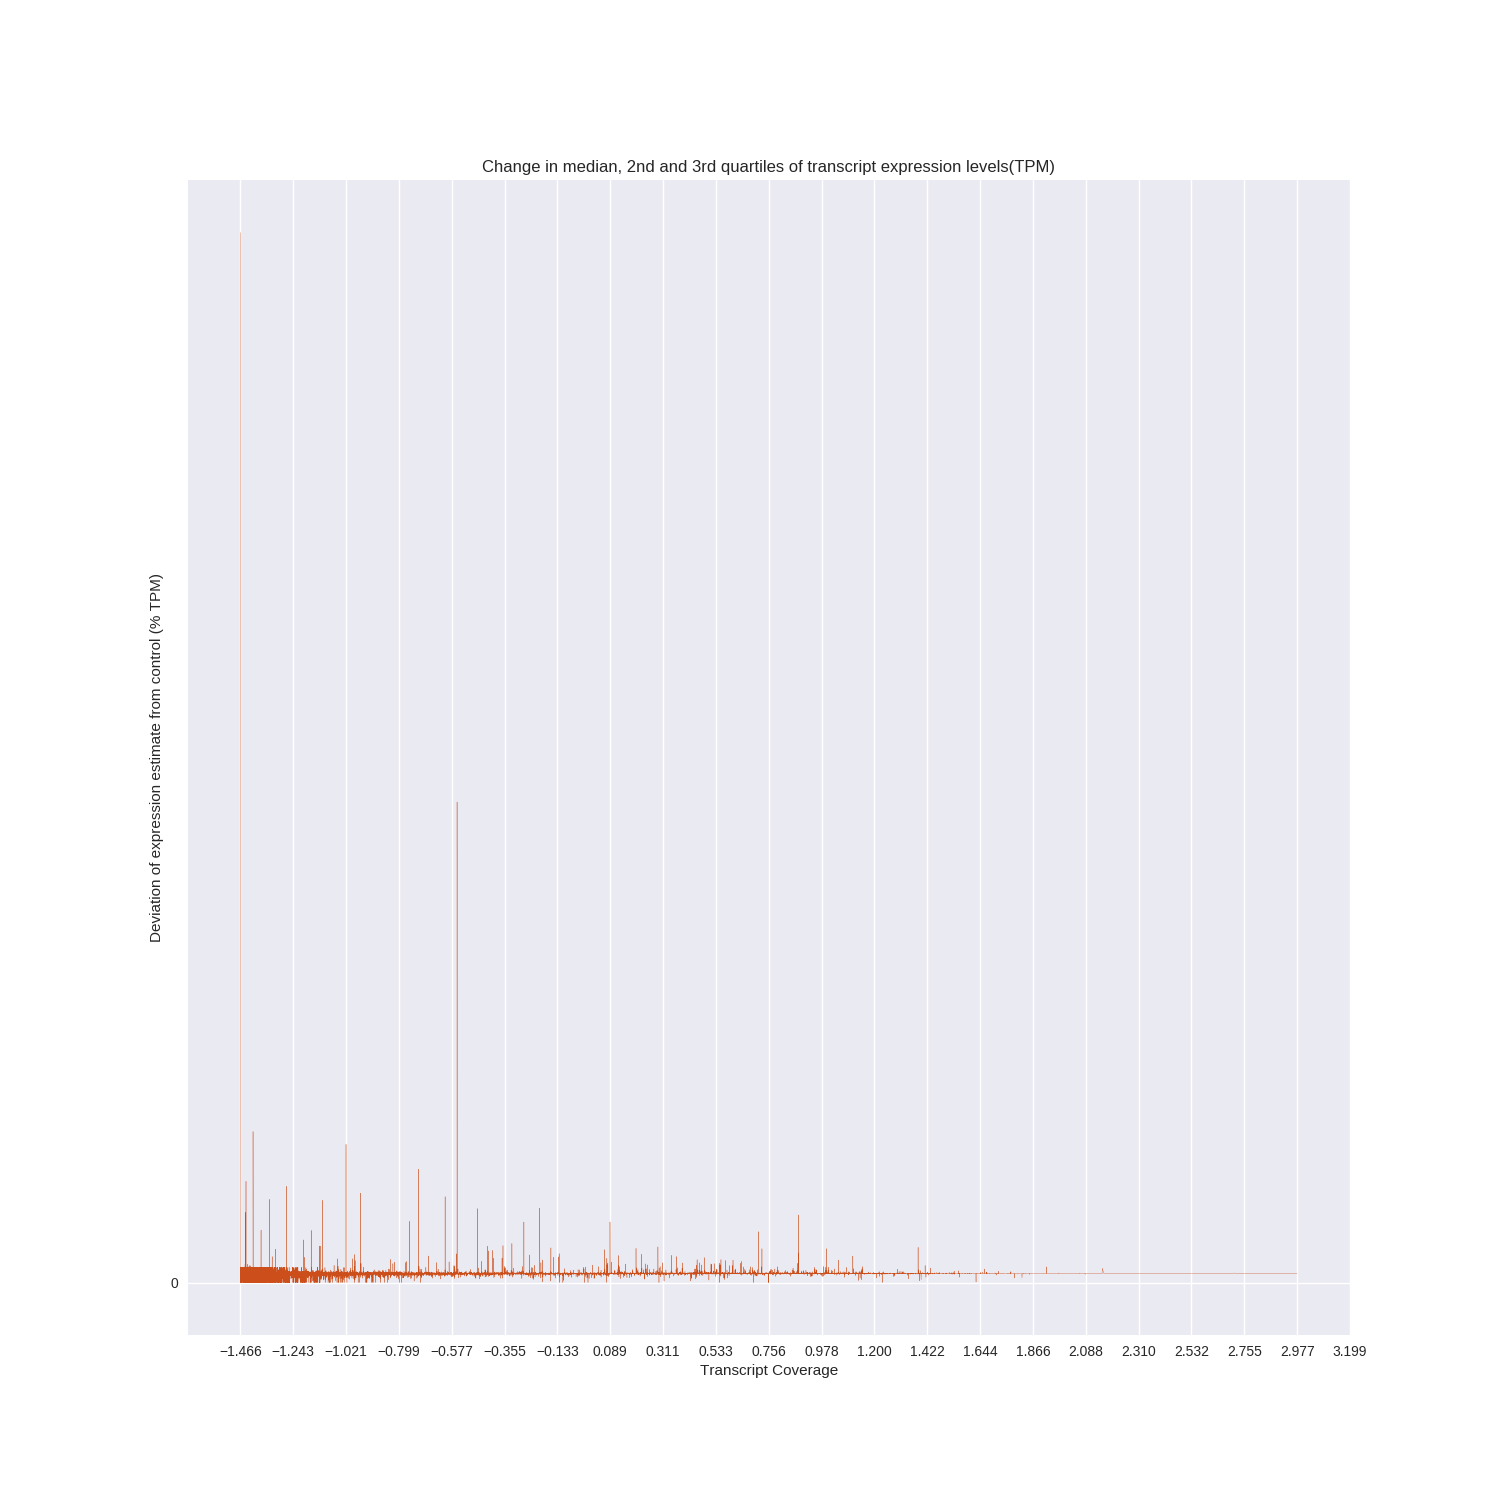 Change in median, 2nd and 3rd quartiles of transcript expression levels(TPM)
Deviation of expression estimate from control (% TPM)
0
−1.466 −1.243 −1.021 −0.799 −0.577 −0.355 −0.133 0.089 0.311 0.533 0.756 0.978 1.200 1.422 1.644 1.866 2.088 2.310 2.532 2.755 2.977 3.199
Transcript Coverage